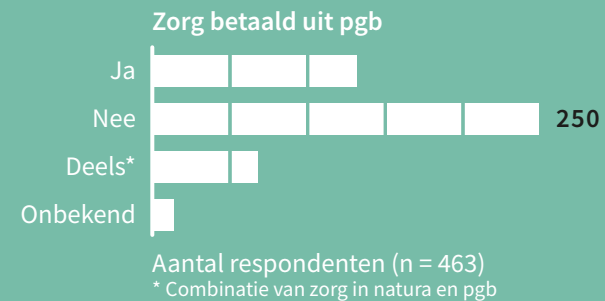 Zorg betaald uit pgb
Ja
Nee 250
Deels*
Onbekend
Aantal respondenten (n = 463)
* Combinatie van zorg in natura en pgb